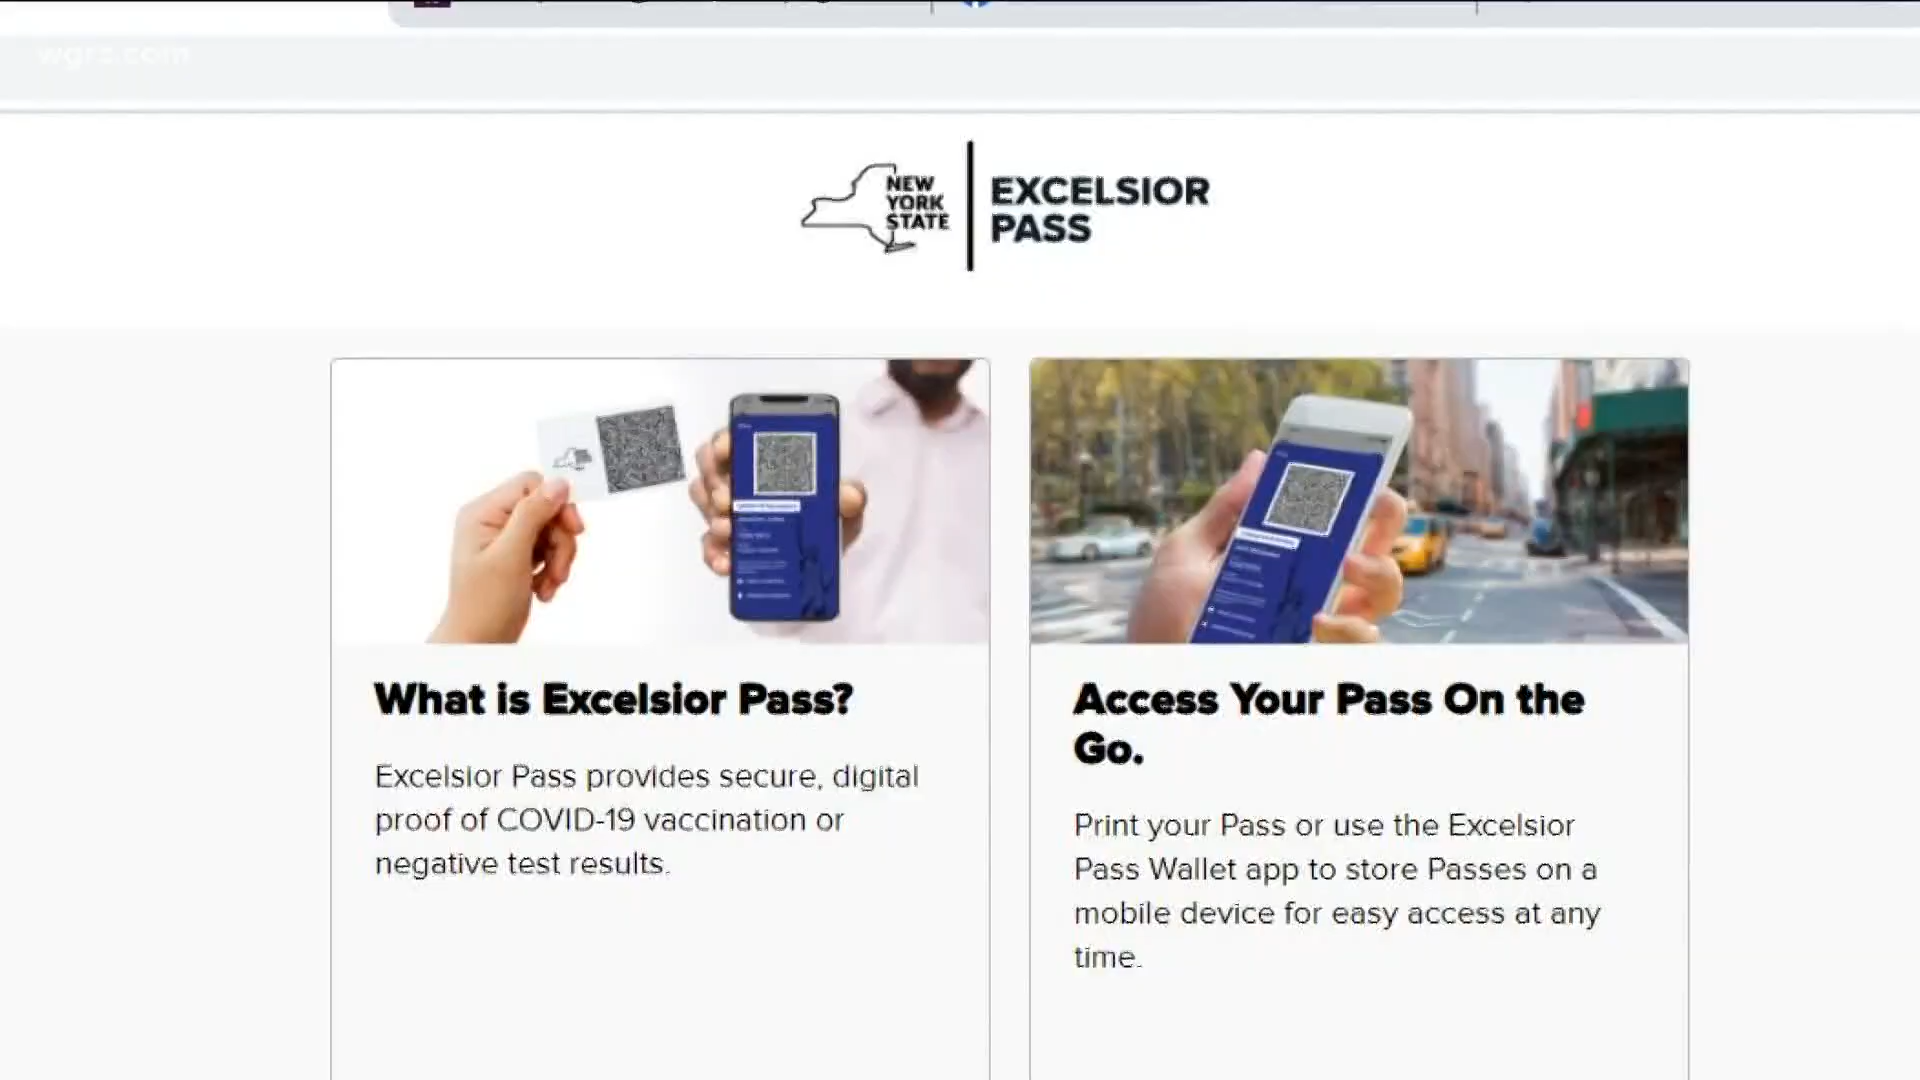 wgrz.com
NEW
YORK
STATE
EXCELSIOR
PASS
What is Excelsior Pass?
Excelsior Pass provides secure, digital
proof of COVID-19 vaccination or
negative test results.
Access Your Pass On the
Go.
Print your Pass or use the Excelsior
Pass Wallet app to store Passes on a
mobile device for easy access at any
time.